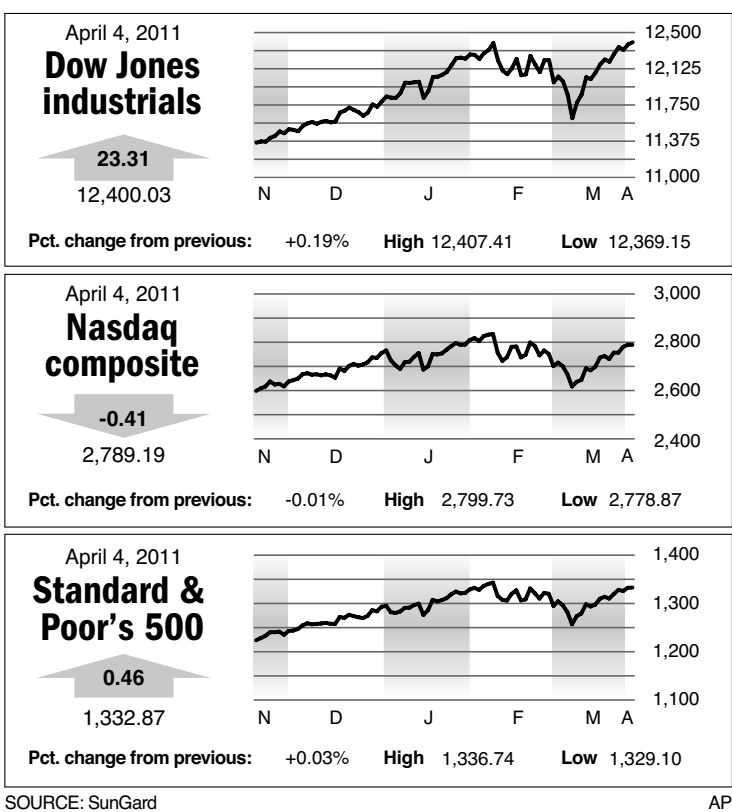 April 4, 2011
Dow Jones
industrials
23.31
12,400.03
12,500
12,125
11,750
11,375
11,000
N D J F M A
Pct. change from previous: +0.19% High 12,407.41 Low 12,369.15
April 4, 2011
Nasdaq
composite
-0.41
2,789.19
3,000
2,800
2,600
2,400
N D J F M A
Pct. change from previous: -0.01% High 2,799.73 Low 2,778.87
April 4, 2011
Standard &
Poor's 500
0.46
1,332.87
1,400
1,300
1,200
1,100
N D J F M A
Pct. change from previous: +0.03% High 1,336.74 Low 1,329.10
SOURCE: SunGard AP